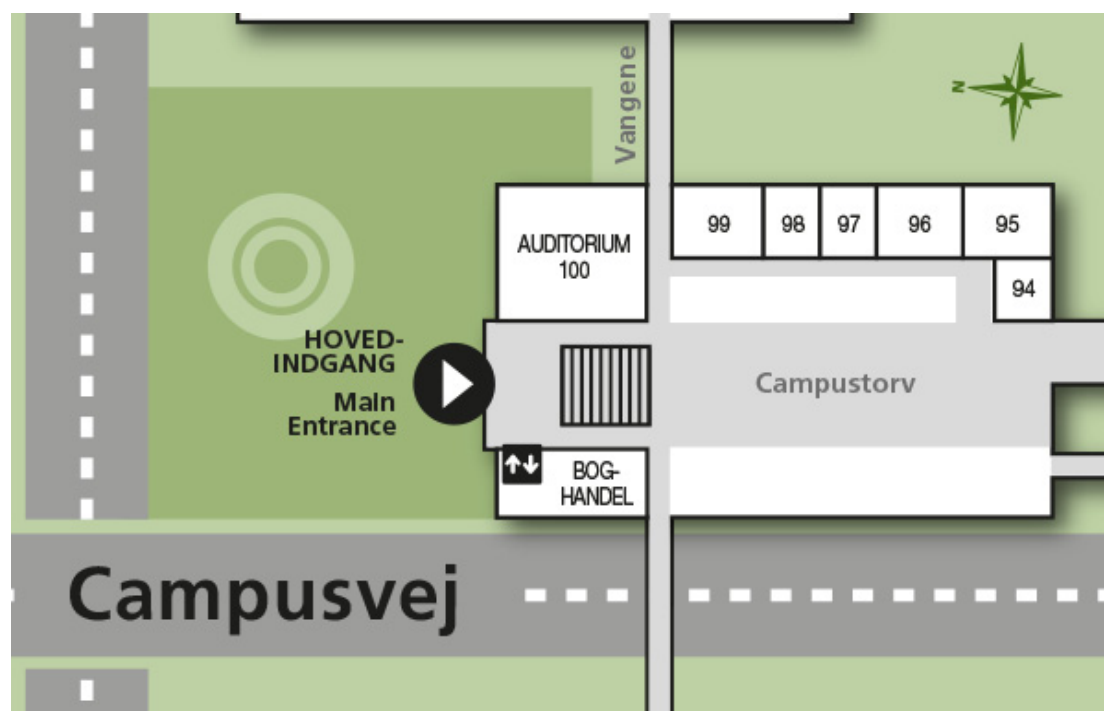 Vangene
N
99
98
97
96
95
AUDITORIUM
100
94
HOVED-
INDGANG
Main
Entrance
Campustorv
BOG-
HANDEL
Campusvej